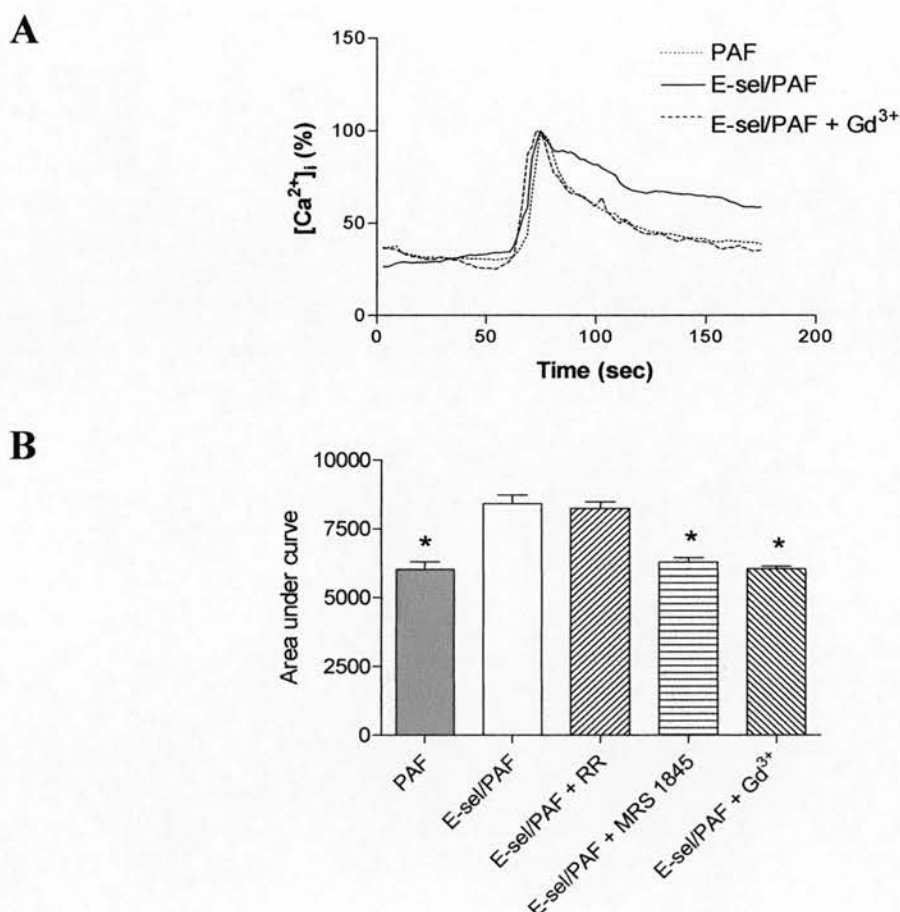 A
150
100
50
0
[Ca²⁺]ᵢ (%)
0
50
100
150
200
Time (sec)
PAF
E-sel/PAF
E-sel/PAF + Gd³⁺
B
10000
7500
5000
2500
0
Area under curve
*
*
*
PAF
E-sel/PAF
E-sel/PAF + RR
E-sel/PAF + MRS 1845
E-sel/PAF + Gd³⁺